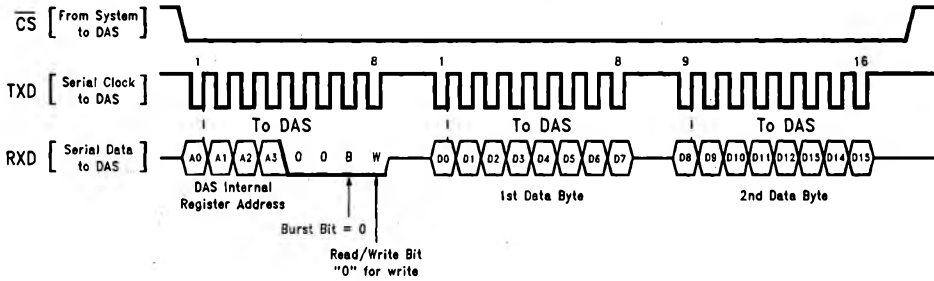 CS [ From System to DAS ]
1 8 1 8 9 16
TXD [ Serial Clock to DAS ]
To DAS To DAS To DAS
RXD [ Serial Data to DAS ]
A0 A1 A2 A3 0 0 B W D0 D1 D2 D3 D4 D5 D6 D7 D8 D9 D10 D11 D12 D13 D14 D15
DAS Internal
Register Address
1st Data Byte 2nd Data Byte
Burst Bit = 0
Read/Write Bit
"0" for write